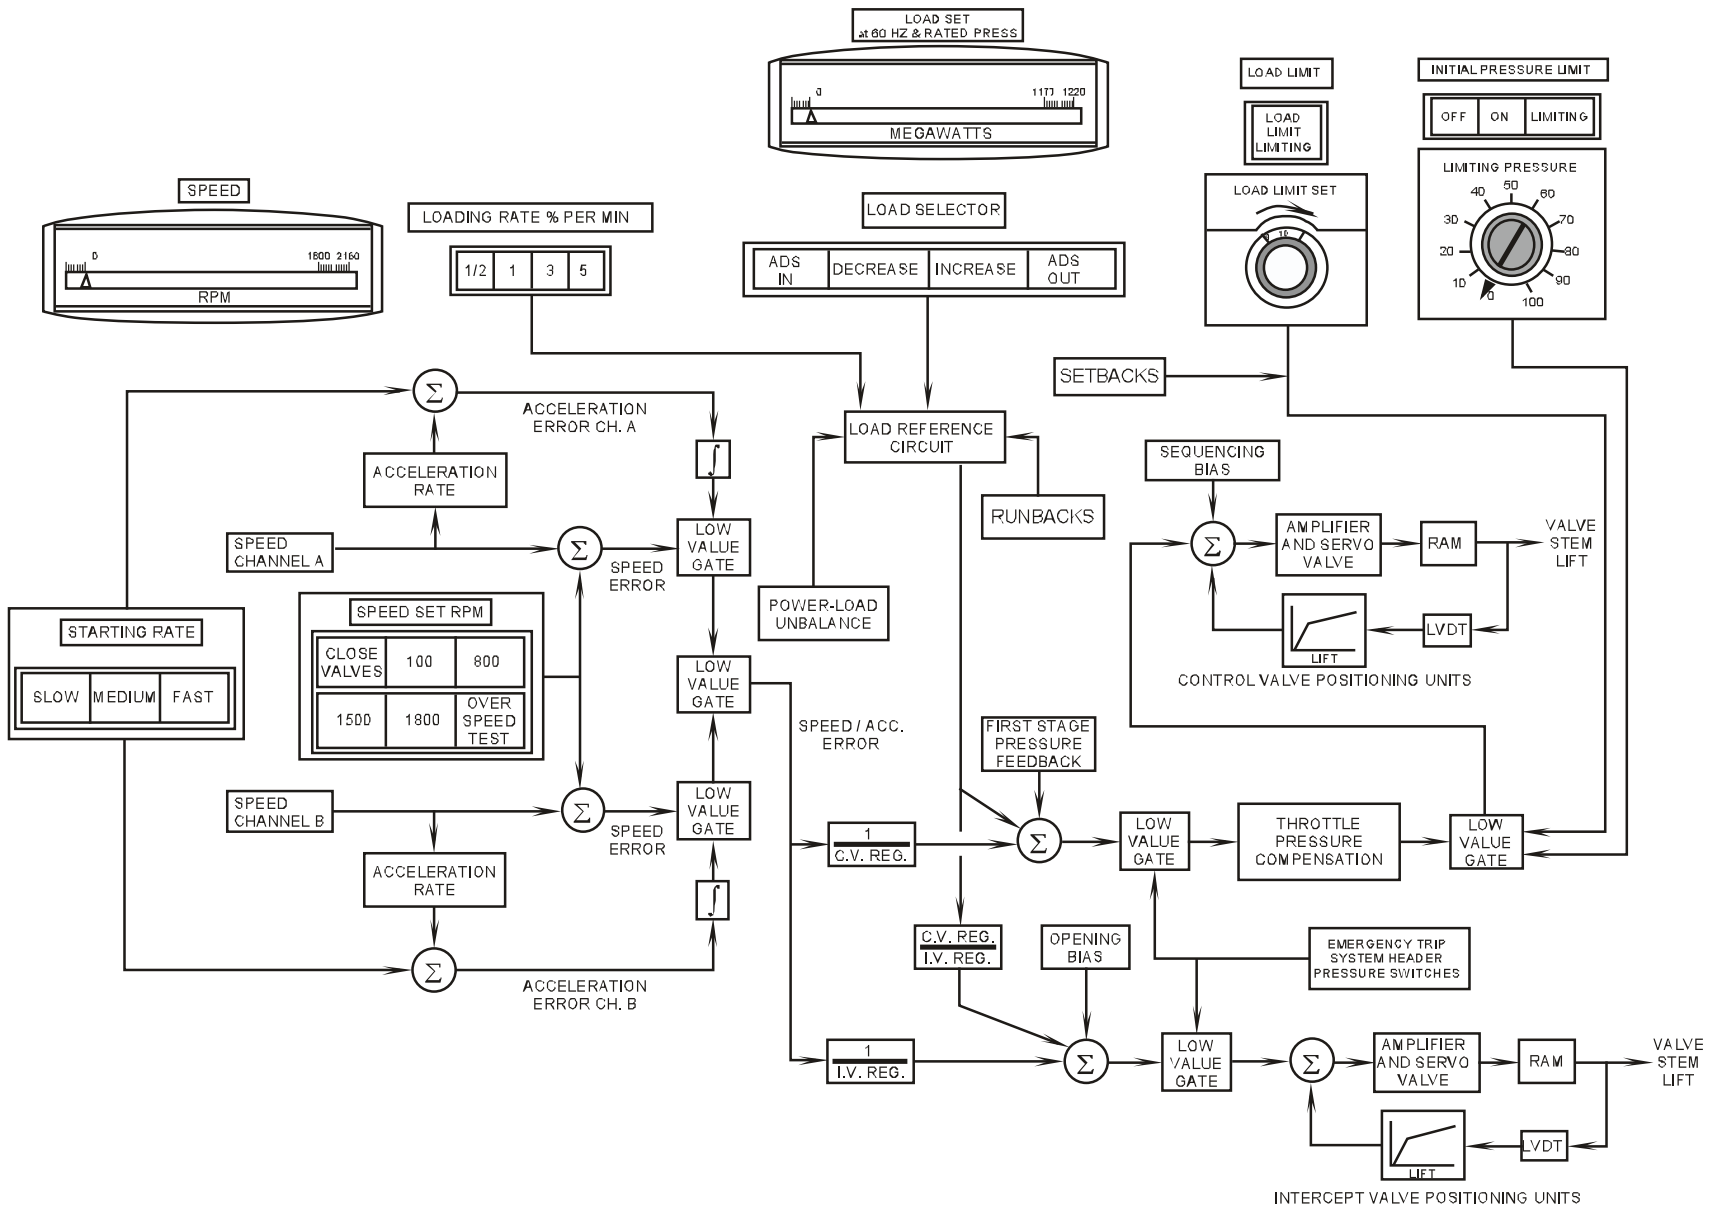 LOAD SET
at 60 HZ & RATED PRESS
0 1170 1220
MEGAWATTS
LOAD LIMIT
LOAD
LIMIT
LIMITING
LOAD LIMIT SET
0 10
INITIAL PRESSURE LIMIT
OFF ON LIMITING
LIMITING PRESSURE
0 10 20 30 40 50 60 70 80 90 100
SPEED
0 1800 2160
RPM
LOADING RATE % PER MIN
1/2 1 3 5
LOAD SELECTOR
ADS
IN
DECREASE
INCREASE
ADS
OUT
SETBACKS
Σ
ACCELERATION
ERROR CH. A
∫
LOAD REFERENCE
CIRCUIT
RUNBACKS
SEQUENCING
BIAS
ACCELERATION
RATE
SPEED
CHANNEL A
Σ
SPEED
ERROR
LOW
VALUE
GATE
Σ
AMPLIFIER
AND SERVO
VALVE
RAM
VALVE
STEM
LIFT
LVDT
LIFT
CONTROL VALVE POSITIONING UNITS
POWER-LOAD
UNBALANCE
STARTING RATE
SLOW MEDIUM FAST
SPEED SET RPM
CLOSE
VALVES
100
800
1500
1800
OVER
SPEED
TEST
LOW
VALUE
GATE
SPEED / ACC.
ERROR
FIRST STAGE
PRESSURE
FEEDBACK
SPEED
CHANNEL B
Σ
SPEED
ERROR
LOW
VALUE
GATE
1
C.V. REG.
Σ
LOW
VALUE
GATE
THROTTLE
PRESSURE
COMPENSATION
LOW
VALUE
GATE
ACCELERATION
RATE
∫
Σ
ACCELERATION
ERROR CH. B
C.V. REG.
I.V. REG.
OPENING
BIAS
EMERGENCY TRIP
SYSTEM HEADER
PRESSURE SWITCHES
1
I.V. REG.
Σ
LOW
VALUE
GATE
Σ
AMPLIFIER
AND SERVO
VALVE
RAM
VALVE
STEM
LIFT
LVDT
LIFT
INTERCEPT VALVE POSITIONING UNITS